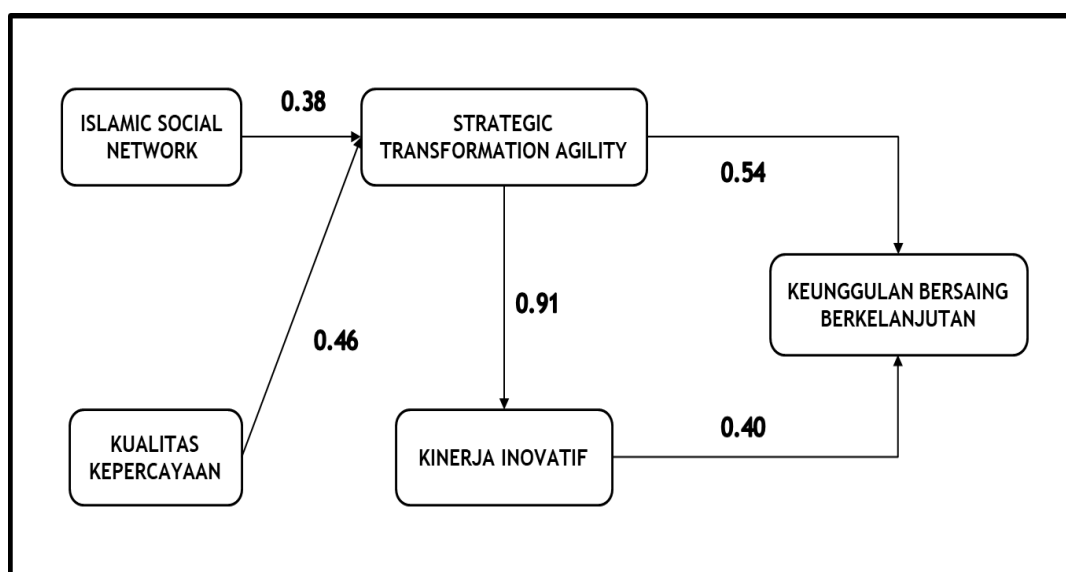 0.38
ISLAMIC SOCIAL
NETWORK
STRATEGIC
TRANSFORMATION AGILITY
0.54
KEUNGGULAN BERSAING
BERKELANJUTAN
0.91
0.46
KUALITAS
KEPERCAYAAN
KINERJA INOVATIF
0.40